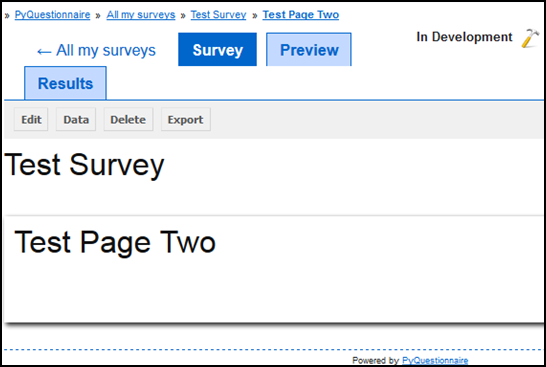 » PyQuestionnaire » All my surveys » Test Survey » Test Page Two
← All my surveys Survey Preview In Development
Results
Edit Data Delete Export
Test Survey
Test Page Two
Powered by PyQuestionnaire